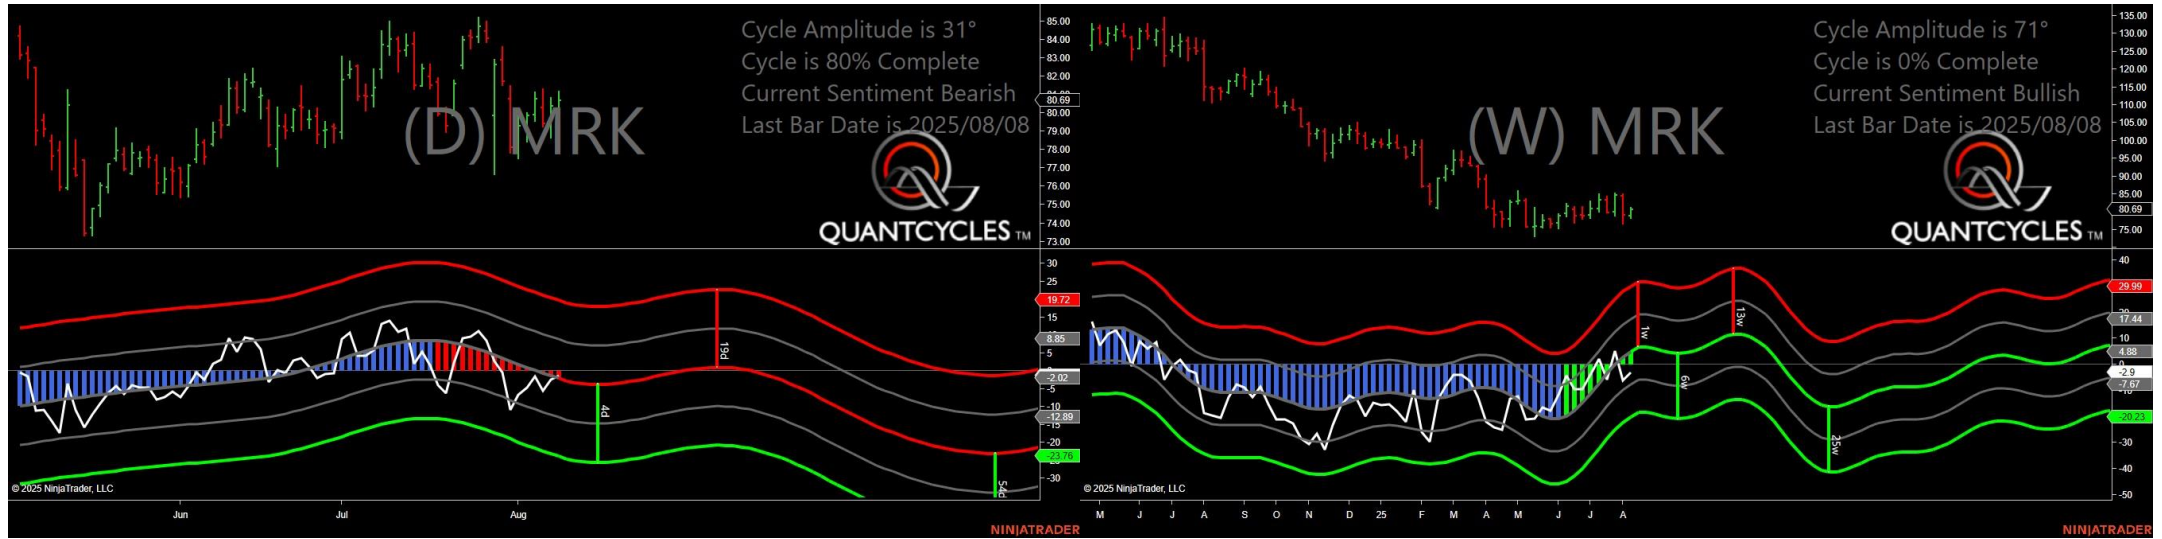 Cycle Amplitude is 31°
Cycle is 80% Complete
Current Sentiment Bearish
Last Bar Date is 2025/08/08
(D) MRK
QUANTCYCLES TM
85.00
84.00
83.00
82.00
80.69
79.00
78.00
77.00
76.00
75.00
74.00
73.00
30
25
19.72
15
8.85
5
-2.02
-5
-10
-12.89
-15
-20
-23.76
-30
4d
19d
54d
© 2025 NinjaTrader, LLC
Jun
Jul
Aug
NINJATRADER
Cycle Amplitude is 71°
Cycle is 0% Complete
Current Sentiment Bullish
Last Bar Date is 2025/08/08
(W) MRK
QUANTCYCLES TM
135.00
130.00
125.00
120.00
115.00
110.00
105.00
100.00
95.00
90.00
85.00
80.69
75.00
40
29.99
17.44
10
4.88
-2.9
-7.67
-20.23
-30
-40
-50
1w
6w
13w
25w
© 2025 NinjaTrader, LLC
M J J A S O N D 25 F M A M J J A
NINJATRADER